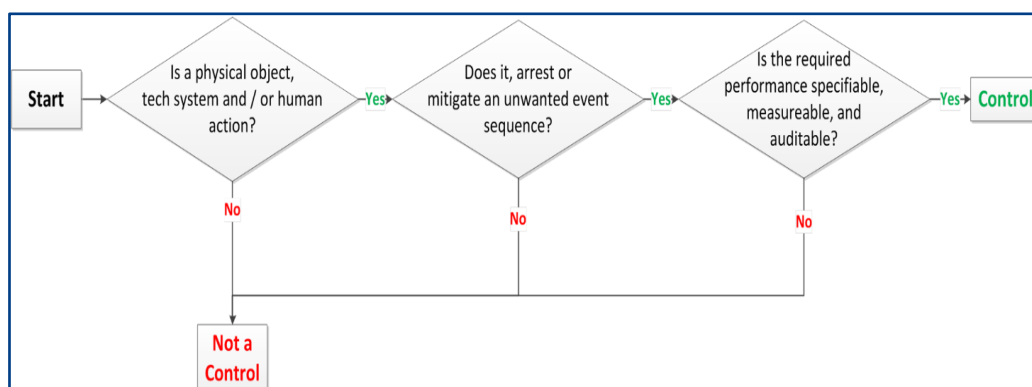 Start
Is a physical object,
tech system and / or human
action?
Yes
Does it, arrest or
mitigate an unwanted event
sequence?
Yes
Is the required
performance specifiable,
measureable, and
auditable?
Yes
Control
No
No
No
Not a
Control